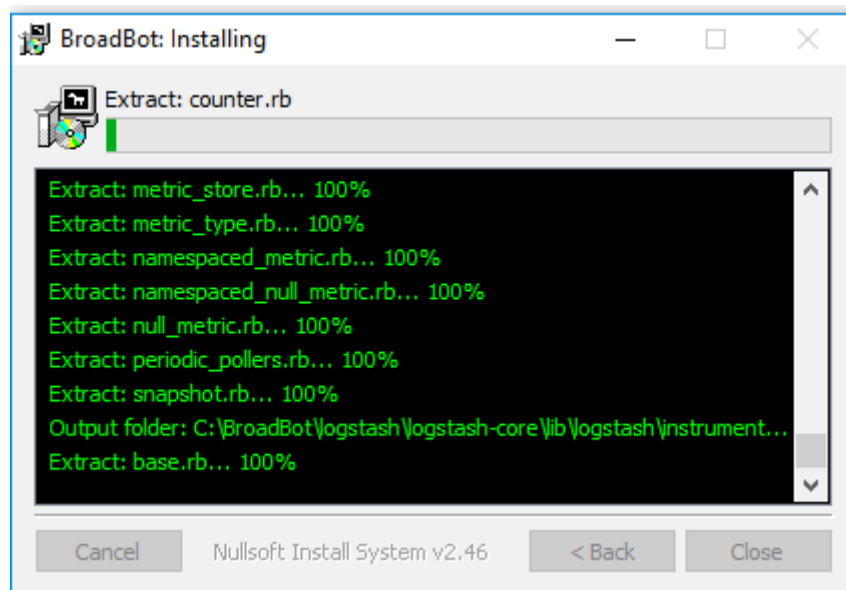 BroadBot: Installing
Extract: counter.rb
Extract: metric_store.rb... 100%
Extract: metric_type.rb... 100%
Extract: namespaced_metric.rb... 100%
Extract: namespaced_null_metric.rb... 100%
Extract: null_metric.rb... 100%
Extract: periodic_pollers.rb... 100%
Extract: snapshot.rb... 100%
Output folder: C:\BroadBot\logstash\logstash-core\lib\logstash\instrument...
Extract: base.rb... 100%
Cancel Nullsoft Install System v2.46 < Back Close